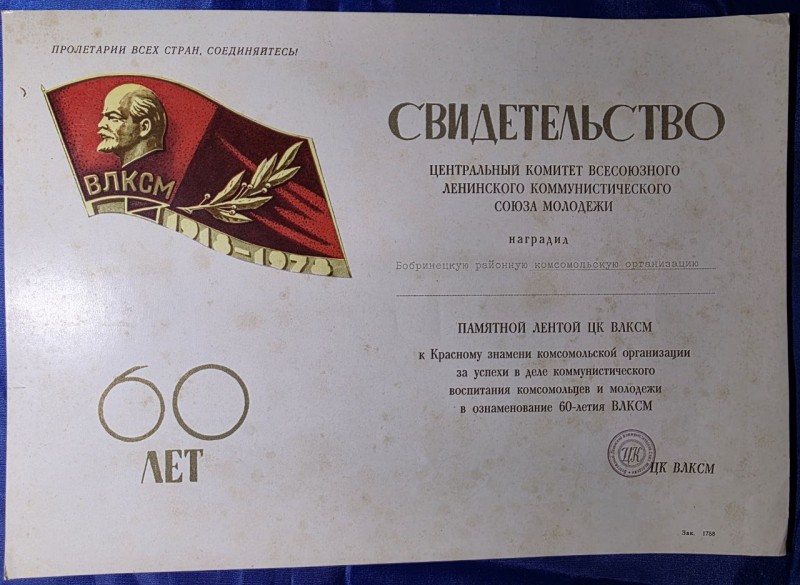 ПРОЛЕТАРИИ ВСЕХ СТРАН, СОЕДИНЯЙТЕСЬ!
ВЛКСМ
1918–1978
60
ЛЕТ
СВИДЕТЕЛЬСТВО
ЦЕНТРАЛЬНЫЙ КОМИТЕТ ВСЕСОЮЗНОГО
ЛЕНИНСКОГО КОММУНИСТИЧЕСКОГО
СОЮЗА МОЛОДЕЖИ
наградил
Бобринецкую районную комсомольскую организацию
ПАМЯТНОЙ ЛЕНТОЙ ЦК ВЛКСМ
к Красному знамени комсомольской организации
за успехи в деле коммунистического
воспитания комсомольцев и молодежи
в ознаменование 60-летия ВЛКСМ
ЦК
ЦК ВЛКСМ
Зак. 1768